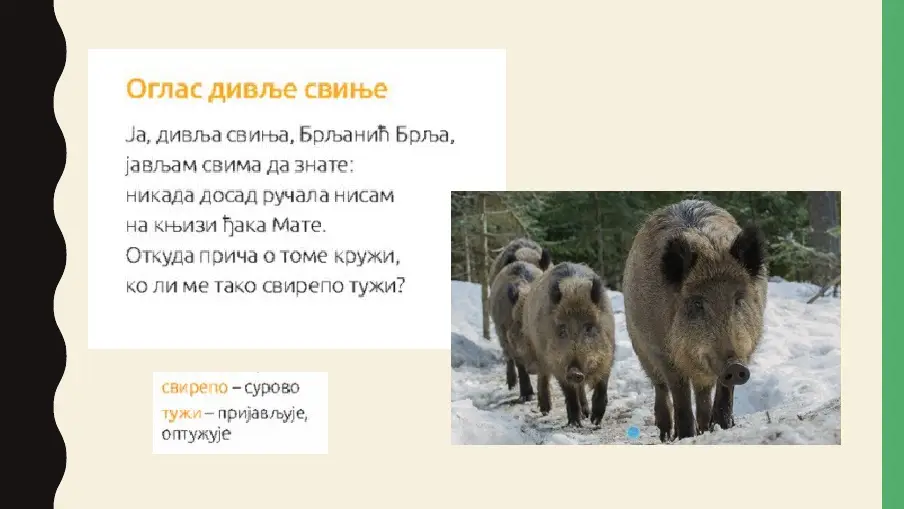 Оглас дивље свиње
Ја, дивља свиња, Брљанић Брља,
јављам свима да знате:
никада досад ручала нисам
на књизи ђака Мате.
Откуда прича о томе кружи,
ко ли ме тако свирепо тужи?
свирепо – сурово
тужи – пријављује,
оптужује